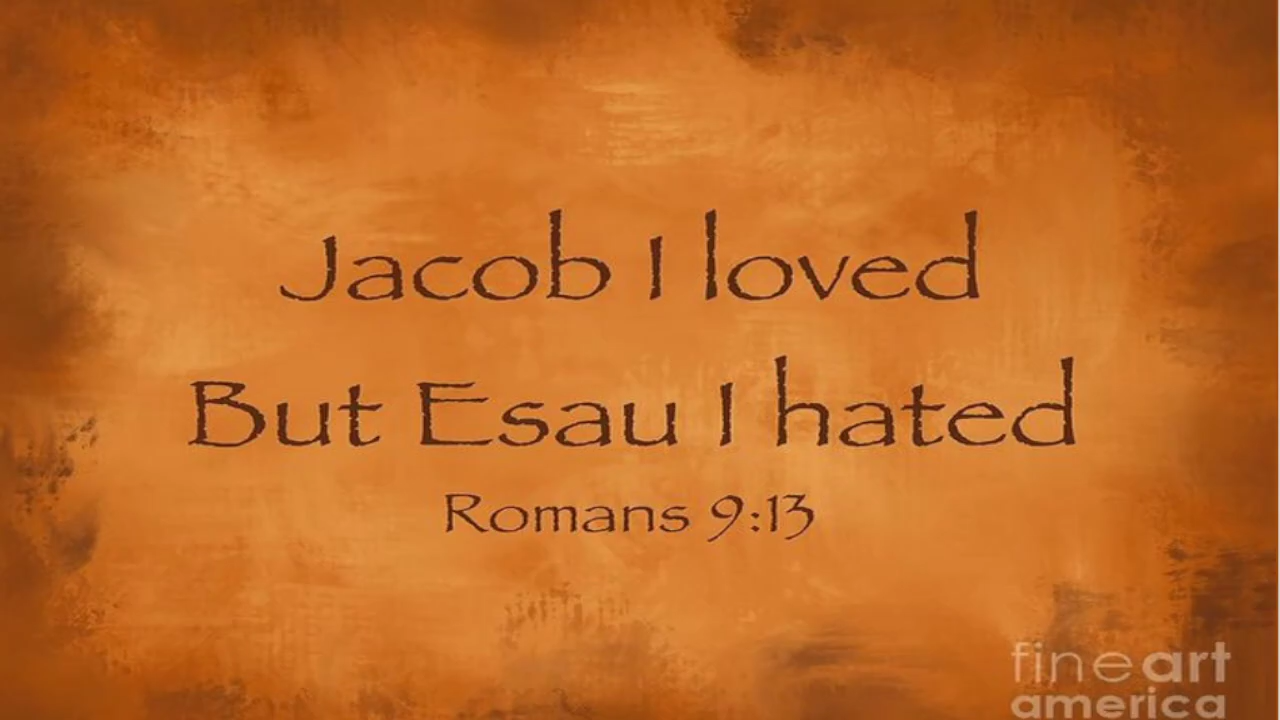 Jacob I loved
But Esau I hated
Romans 9:13
fineart
america